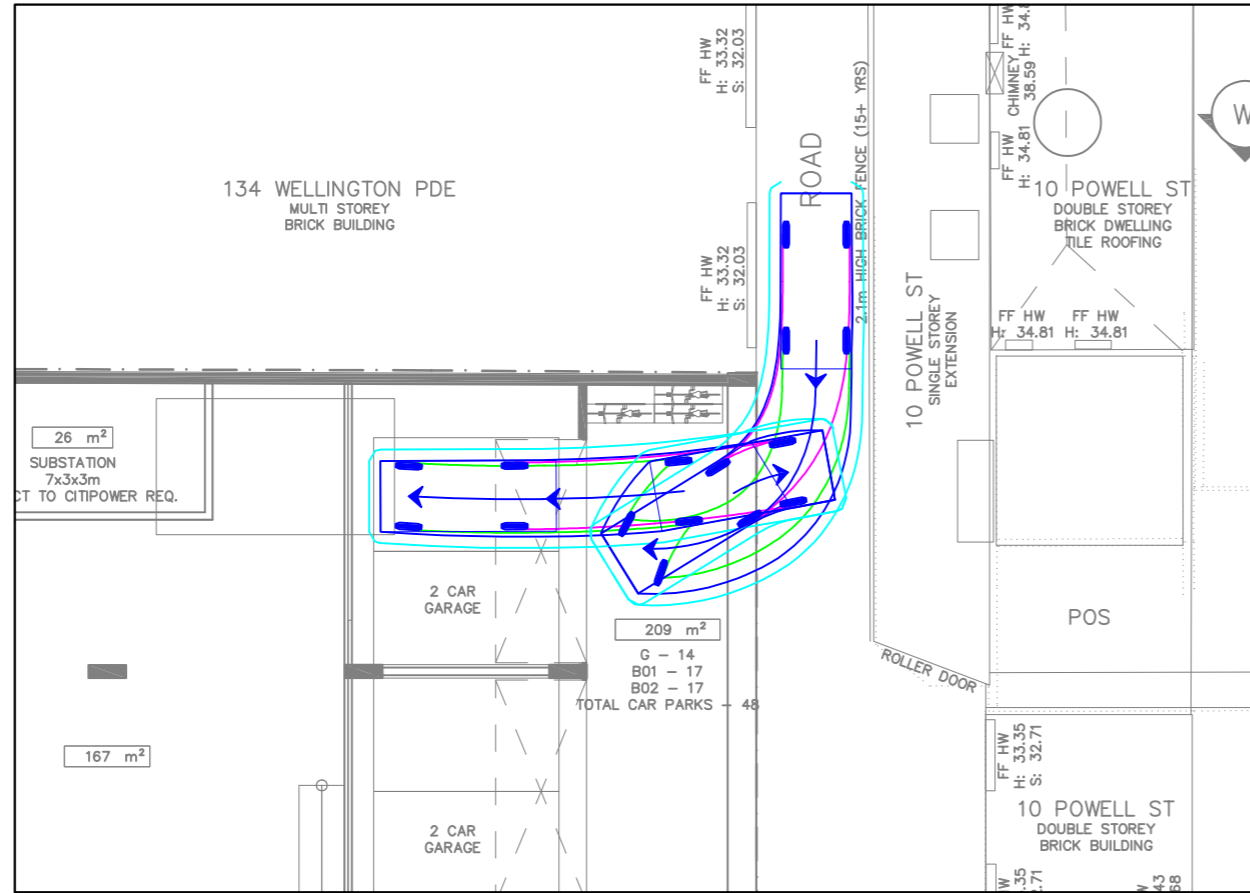 134 WELLINGTON PDE
MULTI STOREY
BRICK BUILDING
FF HW
H: 33.32
S: 32.03
FF HW
H: 33.32
S: 32.03
ROAD
2.1m HIGH BRICK FENCE (15+ YRS)
10 POWELL ST
SINGLE STOREY
EXTENSION
FF HW
CHIMNEY
38.59
FF HW
H: 34.81
W
10 POWELL ST
DOUBLE STOREY
BRICK DWELLING
TILE ROOFING
FF HW
H: 34.81
FF HW
H: 34.81
26 m²
SUBSTATION
7x3x3m
CT TO CITIPOWER REQ.
2 CAR
GARAGE
209 m²
G – 14
B01 – 17
B02 – 17
TOTAL CAR PARKS – 48
POS
ROLLER DOOR
167 m²
2 CAR
GARAGE
FF HW
H: 33.35
S: 32.71
10 POWELL ST
DOUBLE STOREY
BRICK BUILDING